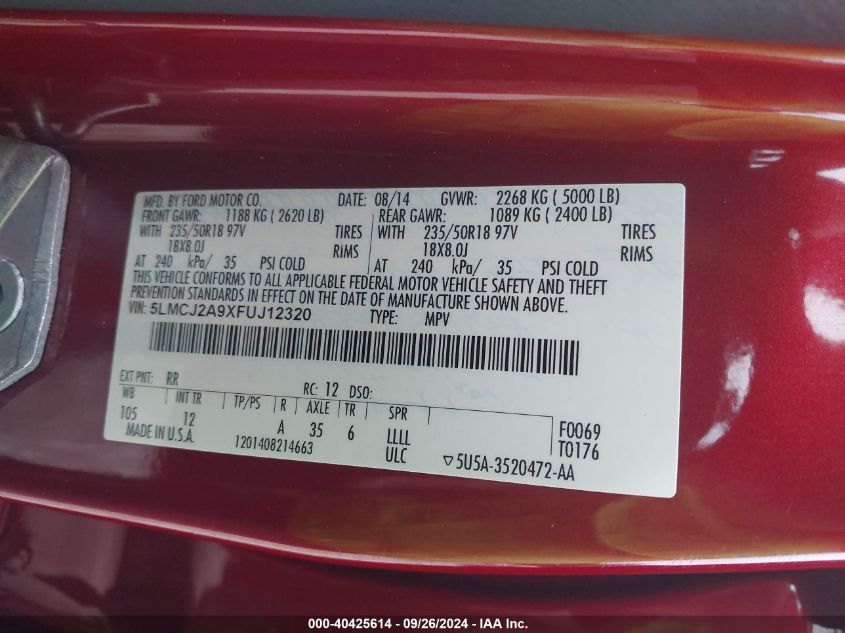 MFD. BY FORD MOTOR CO. DATE: 08/14 GVWR: 2268 KG ( 5000 LB)
FRONT GAWR: 1188 KG ( 2620 LB) REAR GAWR: 1089 KG ( 2400 LB)
WITH 235/50R18 97V TIRES WITH 235/50R18 97V TIRES
18X8.0J RIMS 18X8.0J RIMS
AT 240 kPa/ 35 PSI COLD AT 240 kPa/ 35 PSI COLD
THIS VEHICLE CONFORMS TO ALL APPLICABLE FEDERAL MOTOR VEHICLE SAFETY AND THEFT
PREVENTION STANDARDS IN EFFECT ON THE DATE OF MANUFACTURE SHOWN ABOVE.
VIN: 5LMCJ2A9XFUJ12320 TYPE: MPV
EXT PNT: RR RC: 12 DSO:
WB INT TR TP/PS R AXLE TR SPR
105 12 A 35 6 LLLL F0069
MADE IN U.S.A. 1201408214663 ULC ▽5U5A-3520472-AA T0176
000-40425614 - 09/26/2024 - IAA Inc.